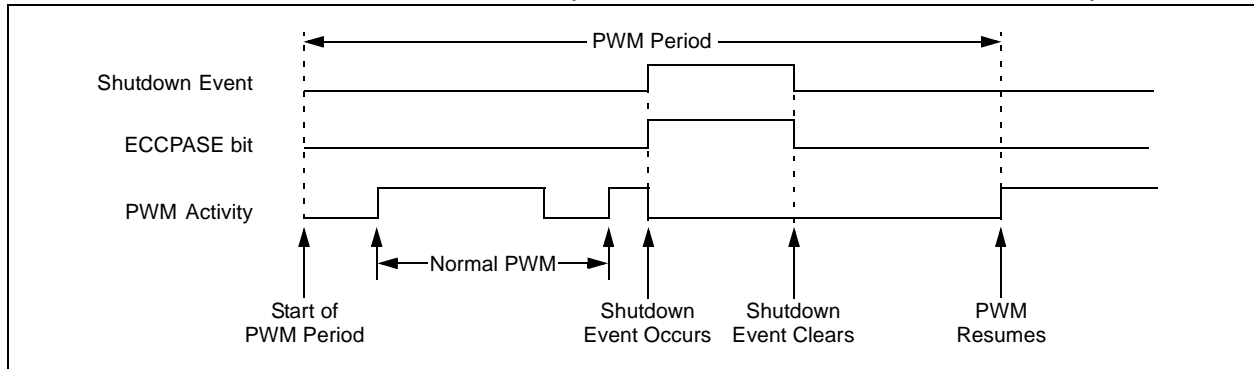 PWM Period
Shutdown Event
ECCPASE bit
PWM Activity
Normal PWM
Start of
PWM Period
Shutdown
Event Occurs
Shutdown
Event Clears
PWM
Resumes